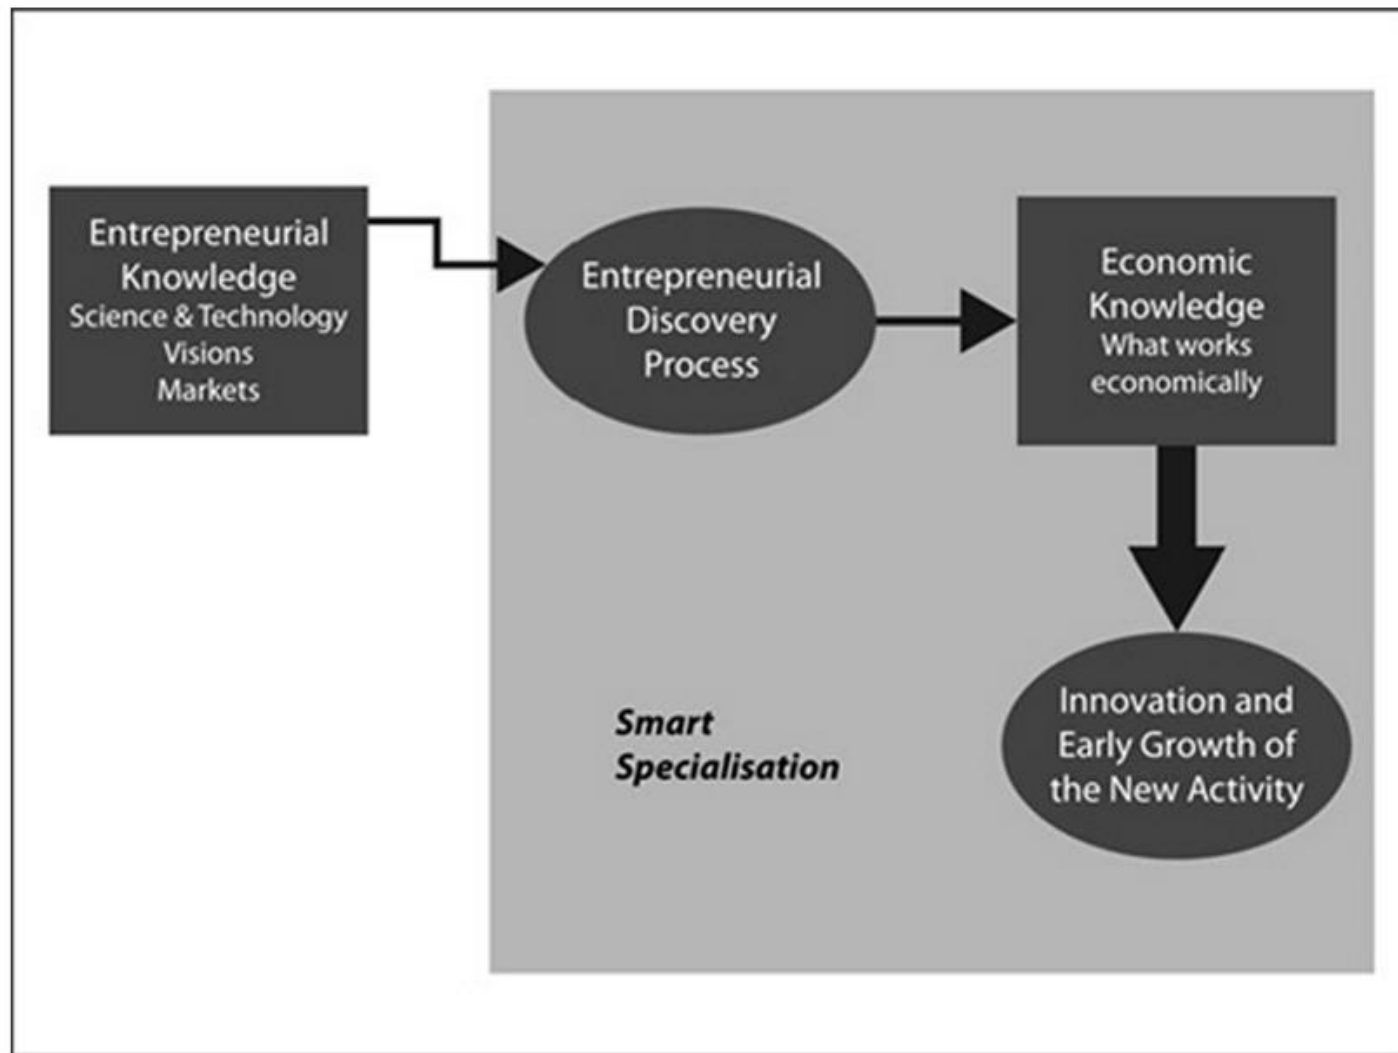 Entrepreneurial
Knowledge
Science & Technology
Visions
Markets
Entrepreneurial
Discovery
Process
Economic
Knowledge
What works
economically
Smart
Specialisation
Innovation and
Early Growth of
the New Activity